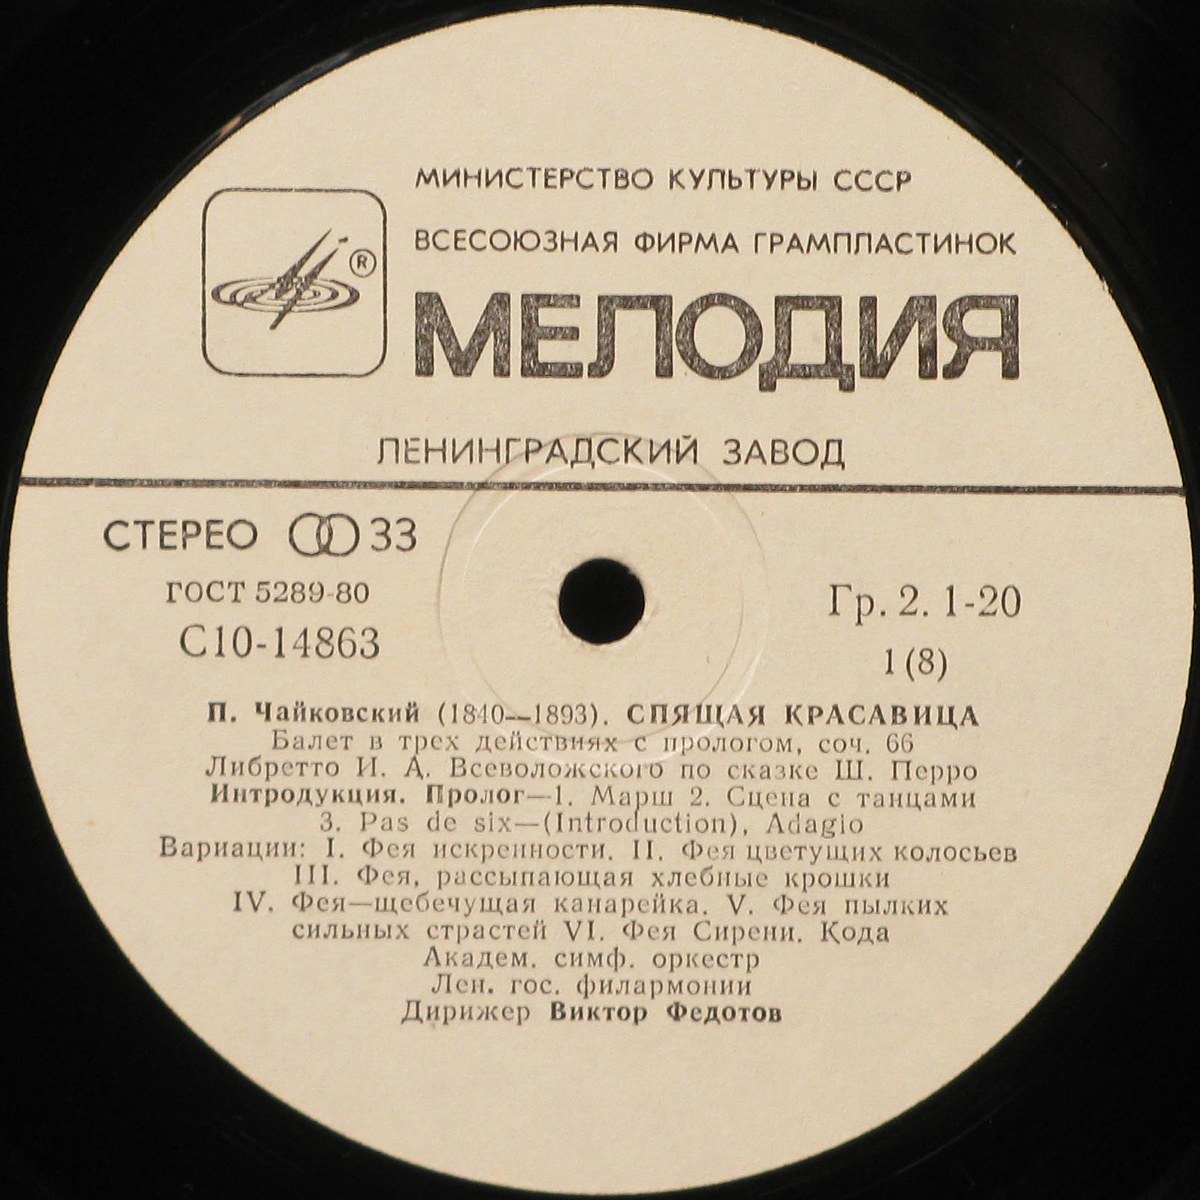 МИНИСТЕРСТВО КУЛЬТУРЫ СССР
ВСЕСОЮЗНАЯ ФИРМА ГРАМПЛАСТИНОК
®
МЕЛОДИЯ
ЛЕНИНГРАДСКИЙ ЗАВОД
СТЕРЕО 33
ГОСТ 5289-80
С10-14863
Гр. 2. 1-20
1 (8)
П. Чайковский (1840—1893). СПЯЩАЯ КРАСАВИЦА
Балет в трех действиях с прологом, соч. 66
Либретто И. А. Всеволожского по сказке Ш. Перро
Интродукция. Пролог—1. Марш 2. Сцена с танцами
3. Pas de six—(Introduction), Adagio
Вариации: I. Фея искренности. II. Фея цветущих колосьев
III. Фея, рассыпающая хлебные крошки
IV. Фея—щебечущая канарейка. V. Фея пылких
сильных страстей VI. Фея Сирени. Кода
Академ. симф. оркестр
Лен. гос. филармонии
Дирижер Виктор Федотов